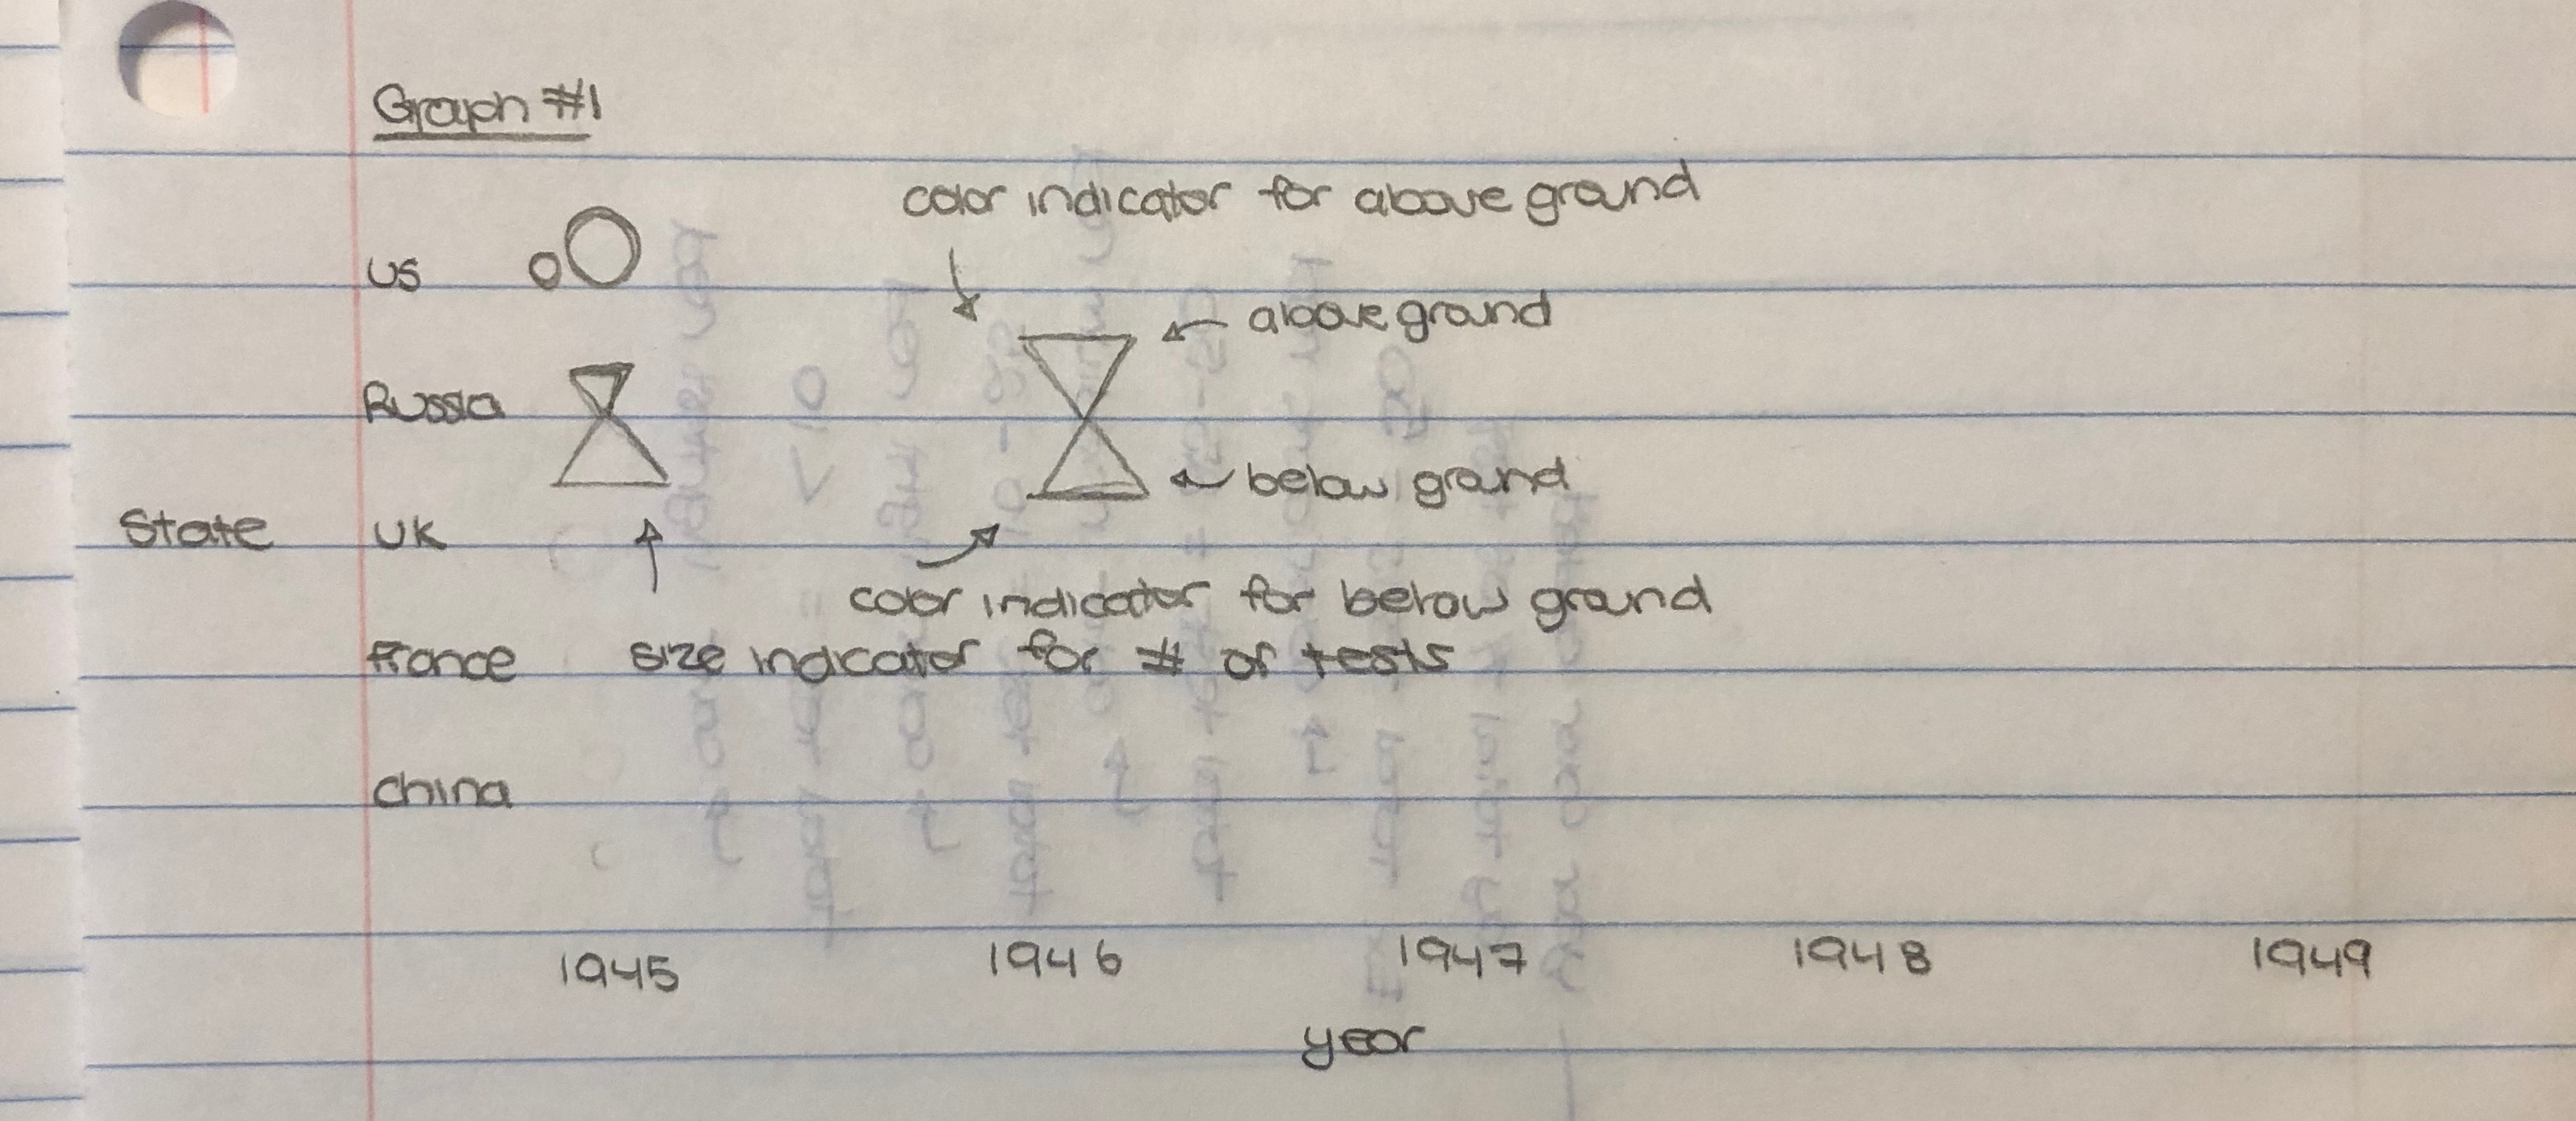 Graph #1
color indicator for above ground
US
above ground
Russia
below ground
State UK
color indicator for below ground
france size indicator for # of tests
china
1945 1946 1947 1948 1949
year